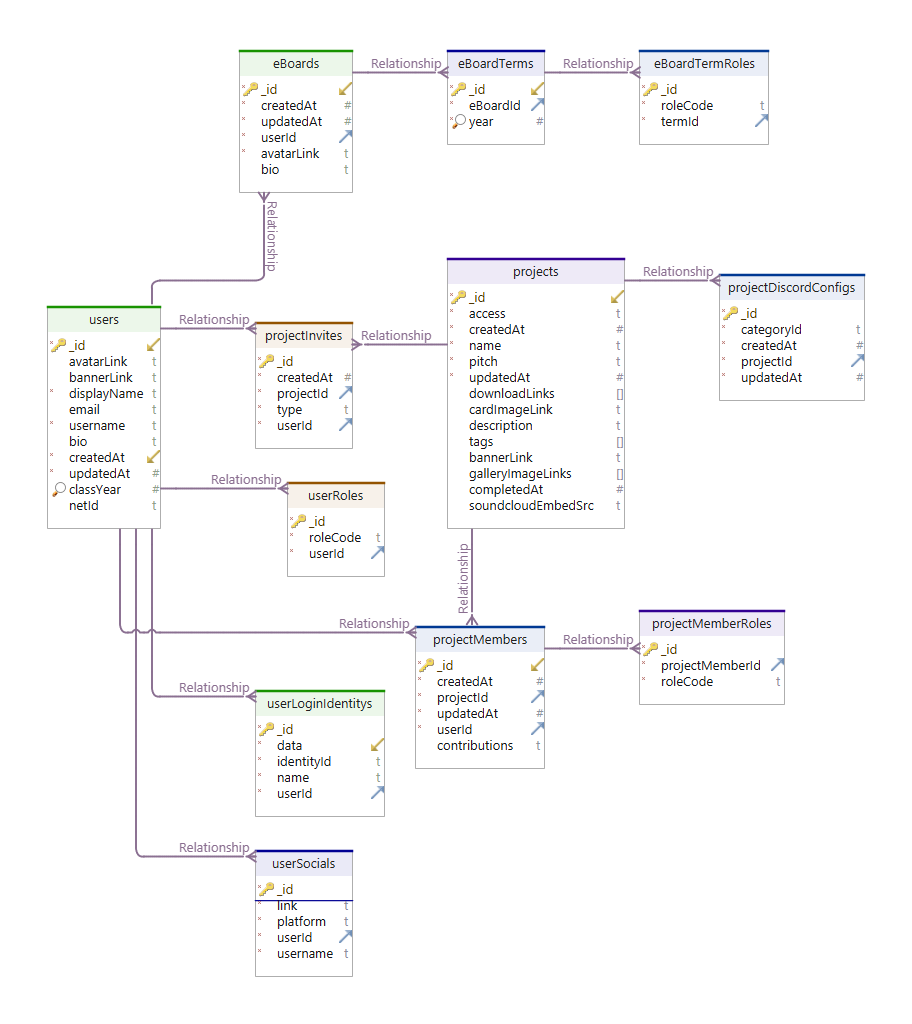 Relationship
Relationship
eBoards
_id
createdAt #
updatedAt #
userId
avatarLink t
bio t
eBoardTerms
_id
eBoardId
year #
eBoardTermRoles
_id
roleCode t
termId
Relationship
users
_id
avatarLink t
bannerLink t
displayName t
email t
username t
bio t
createdAt
updatedAt #
classYear #
netId t
Relationship
projectInvites
_id
createdAt #
projectId
type t
userId
Relationship
projects
_id
access t
createdAt #
name t
pitch t
updatedAt #
downloadLinks []
cardImageLink t
description t
tags []
bannerLink t
galleryImageLinks []
completedAt #
soundcloudEmbedSrc t
Relationship
projectDiscordConfigs
_id
categoryId t
createdAt #
projectId
updatedAt #
Relationship
userRoles
_id
roleCode t
userId
Relationship
Relationship
projectMembers
_id
createdAt #
projectId
updatedAt #
userId
contributions t
Relationship
projectMemberRoles
_id
projectMemberId
roleCode t
Relationship
userLoginIdentitys
_id
data
identityId t
name t
userId
Relationship
userSocials
_id
link t
platform t
userId
username t